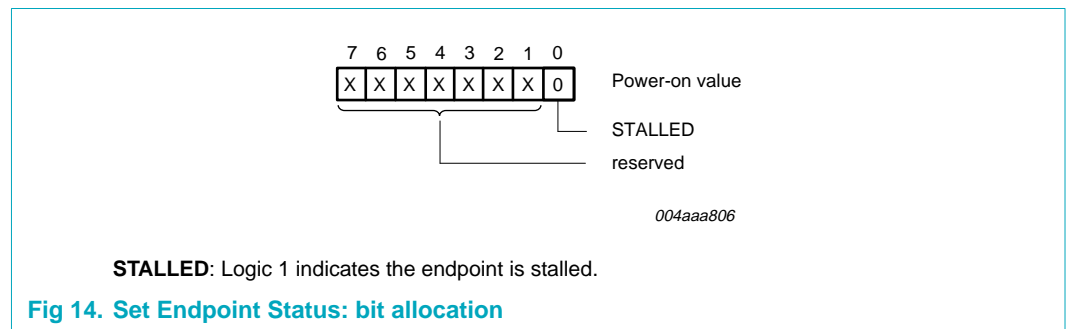 7 6 5 4 3 2 1 0
X X X X X X X 0 Power-on value
STALLED
reserved
004aaa806
STALLED: Logic 1 indicates the endpoint is stalled.
Fig 14. Set Endpoint Status: bit allocation